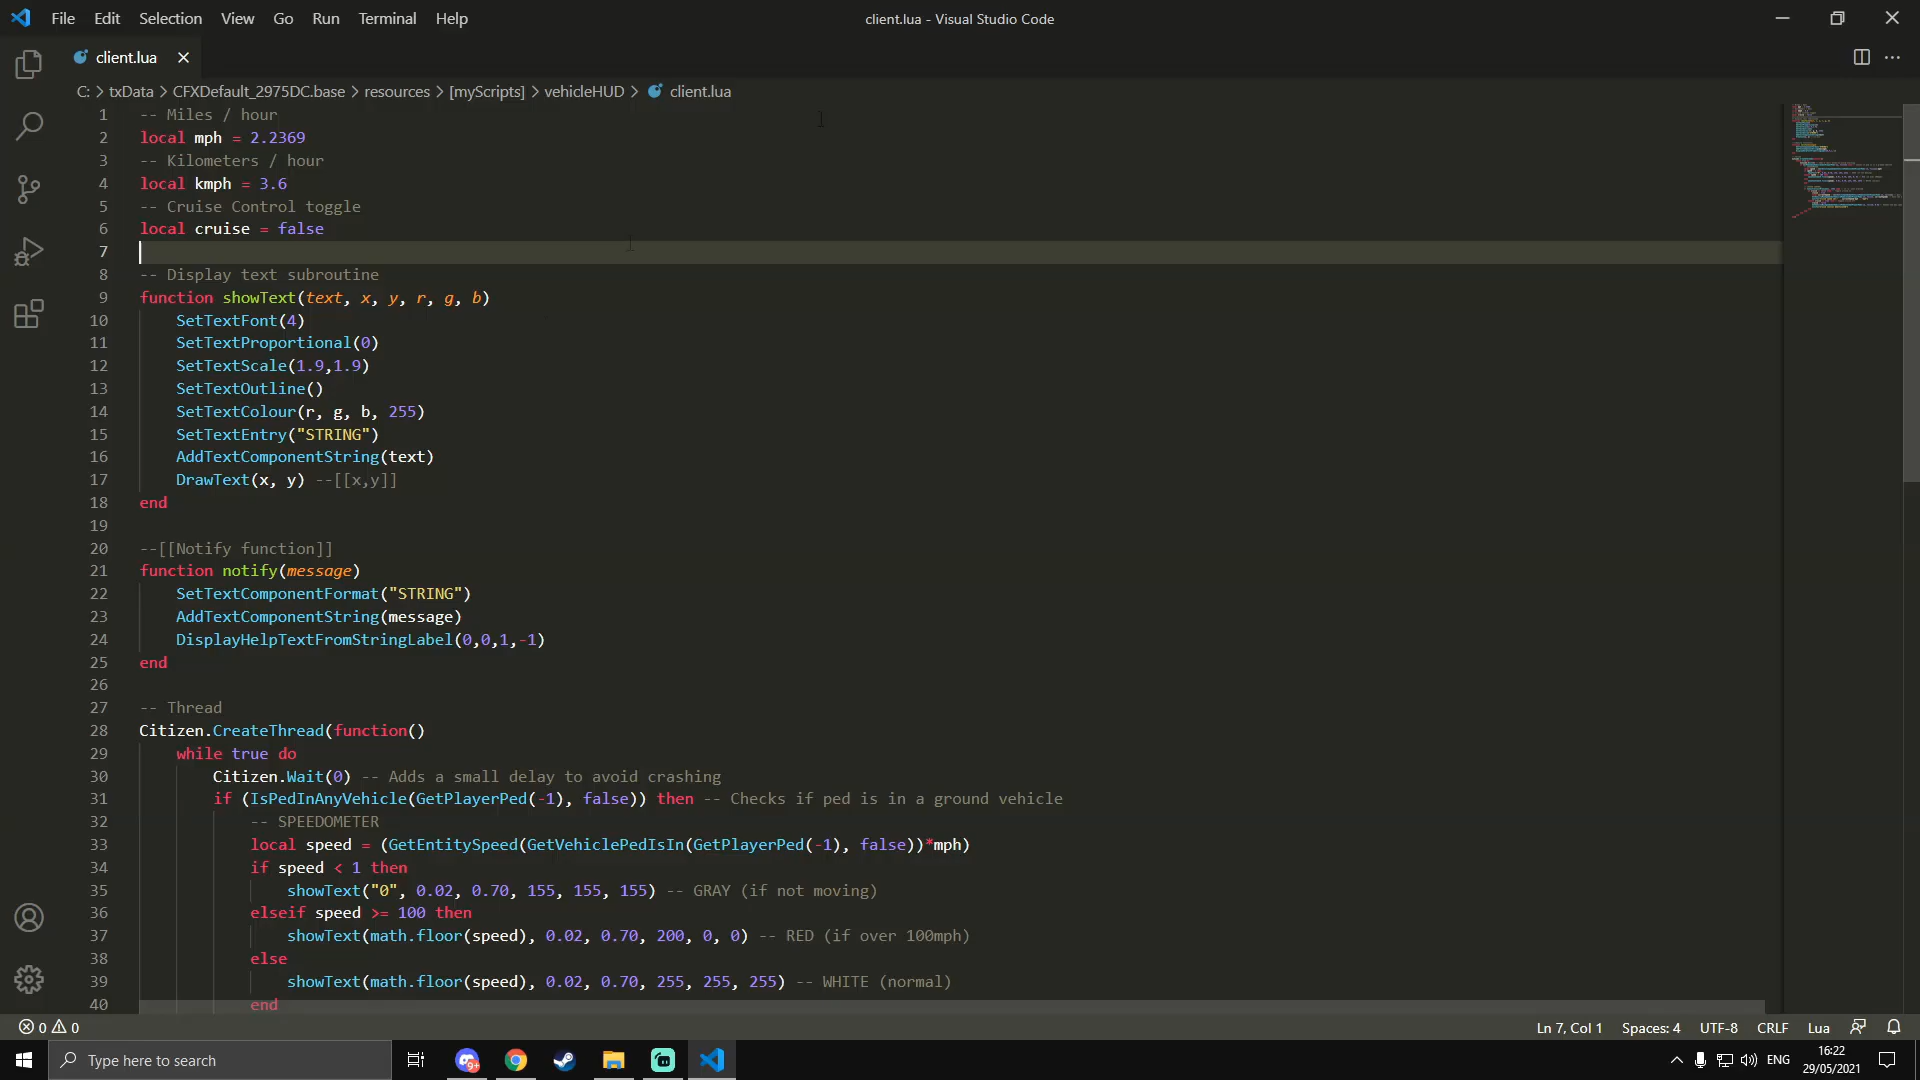 File Edit Selection View Go Run Terminal Help
client.lua - Visual Studio Code
client.lua
C: > txData > CFXDefault_2975DC.base > resources > [myScripts] > vehicleHUD > client.lua
1 -- Miles / hour
2 local mph = 2.2369
3 -- Kilometers / hour
4 local kmph = 3.6
5 -- Cruise Control toggle
6 local cruise = false
7
8 -- Display text subroutine
9 function showText(text, x, y, r, g, b)
10 SetTextFont(4)
11 SetTextProportional(0)
12 SetTextScale(1.9,1.9)
13 SetTextOutline()
14 SetTextColour(r, g, b, 255)
15 SetTextEntry("STRING")
16 AddTextComponentString(text)
17 DrawText(x, y) --[[x,y]]
18 end
19
20 --[[Notify function]]
21 function notify(message)
22 SetTextComponentFormat("STRING")
23 AddTextComponentString(message)
24 DisplayHelpTextFromStringLabel(0,0,1,-1)
25 end
26
27 -- Thread
28 Citizen.CreateThread(function()
29 while true do
30 Citizen.Wait(0) -- Adds a small delay to avoid crashing
31 if (IsPedInAnyVehicle(GetPlayerPed(-1), false)) then -- Checks if ped is in a ground vehicle
32 -- SPEEDOMETER
33 local speed = (GetEntitySpeed(GetVehiclePedIsIn(GetPlayerPed(-1), false))*mph)
34 if speed < 1 then
35 showText("0", 0.02, 0.70, 155, 155, 155) -- GRAY (if not moving)
36 elseif speed >= 100 then
37 showText(math.floor(speed), 0.02, 0.70, 200, 0, 0) -- RED (if over 100mph)
38 else
39 showText(math.floor(speed), 0.02, 0.70, 255, 255, 255) -- WHITE (normal)
40 end
0 0 Ln 7, Col 1 Spaces: 4 UTF-8 CRLF Lua
Type here to search
9+
ENG
16:22
29/05/2021